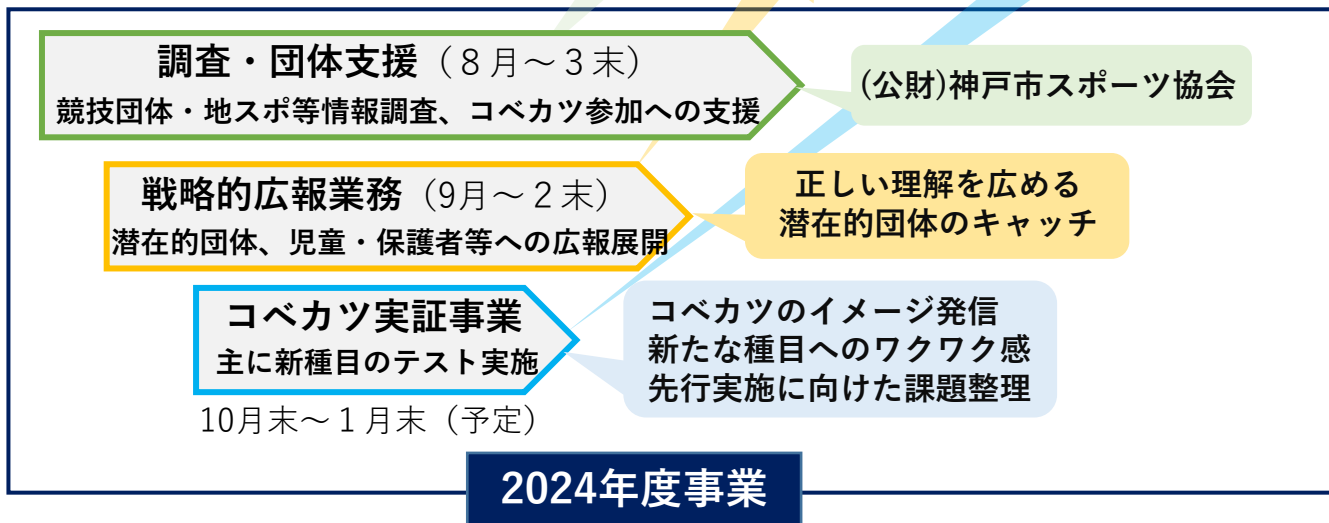 調査・団体支援（８月～３末）
競技団体・地スポ等情報調査、コベカツ参加への支援
(公財)神戸市スポーツ協会
戦略的広報業務（9月～２末）
潜在的団体、児童・保護者等への広報展開
正しい理解を広める
潜在的団体のキャッチ
コベカツ実証事業
主に新種目のテスト実施
10月末～１月末（予定）
コベカツのイメージ発信
新たな種目へのワクワク感
先行実施に向けた課題整理
2024年度事業